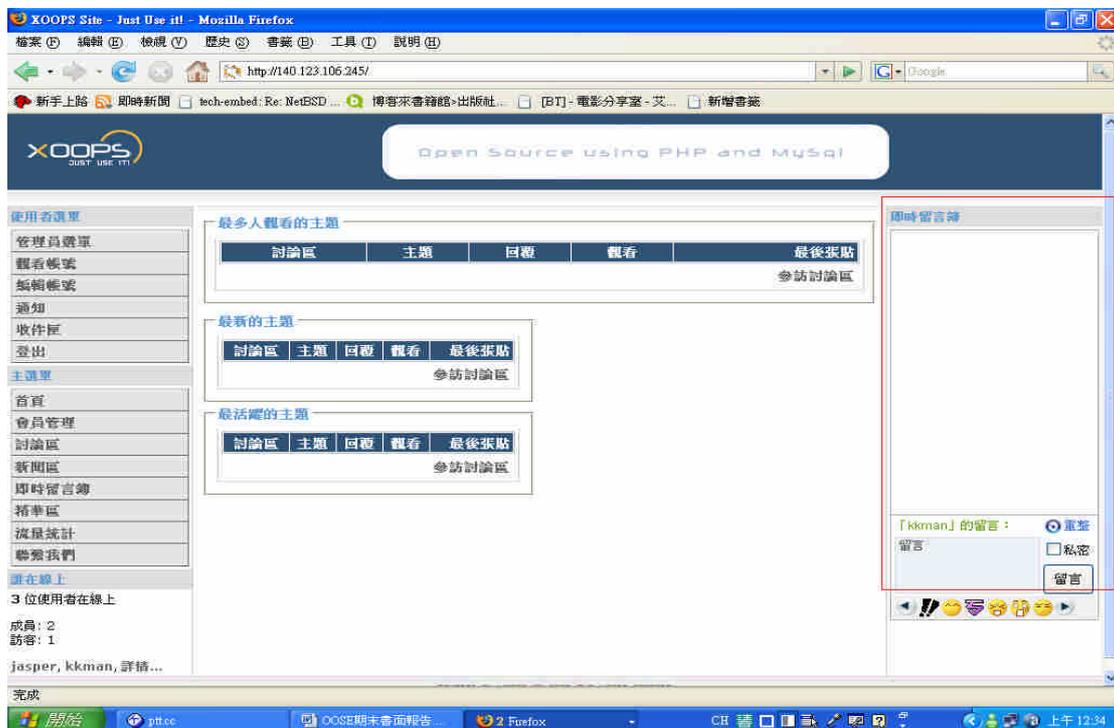 XOOPS Site - Just Use it! - Mozilla Firefox
檔案(F) 編輯(E) 檢視(V) 歷史(S) 書籤(B) 工具(T) 說明(H)
http://140.123.106.245/
Google
新手上路 即時新聞 tech-embed: Re: NetBSD ... 博客來書籍館>出版社... [BT] - 電影分享室 - 艾... 新增書籤
XOOPS
JUST USE IT!
Open Source using PHP and MySql
使用者選單
管理員選單
觀看帳號
編輯帳號
通知
收件匣
登出
主選單
首頁
會員管理
討論區
新聞區
即時留言簿
精華區
流量統計
聯繫我們
誰在線上
3 位使用者在線上
成員: 2
訪客: 1
jasper, kkman, 詳情...
最多人觀看的主題
討論區 主題 回覆 觀看 最後張貼
參訪討論區
最新的主題
討論區 主題 回覆 觀看 最後張貼
參訪討論區
最活躍的主題
討論區 主題 回覆 觀看 最後張貼
參訪討論區
即時留言簿
「kkman」的留言：
重整
留言
私密
留言
完成
開始 ptt.cc OOSE期末書面報告... 2 Firefox CH 上午 12:34